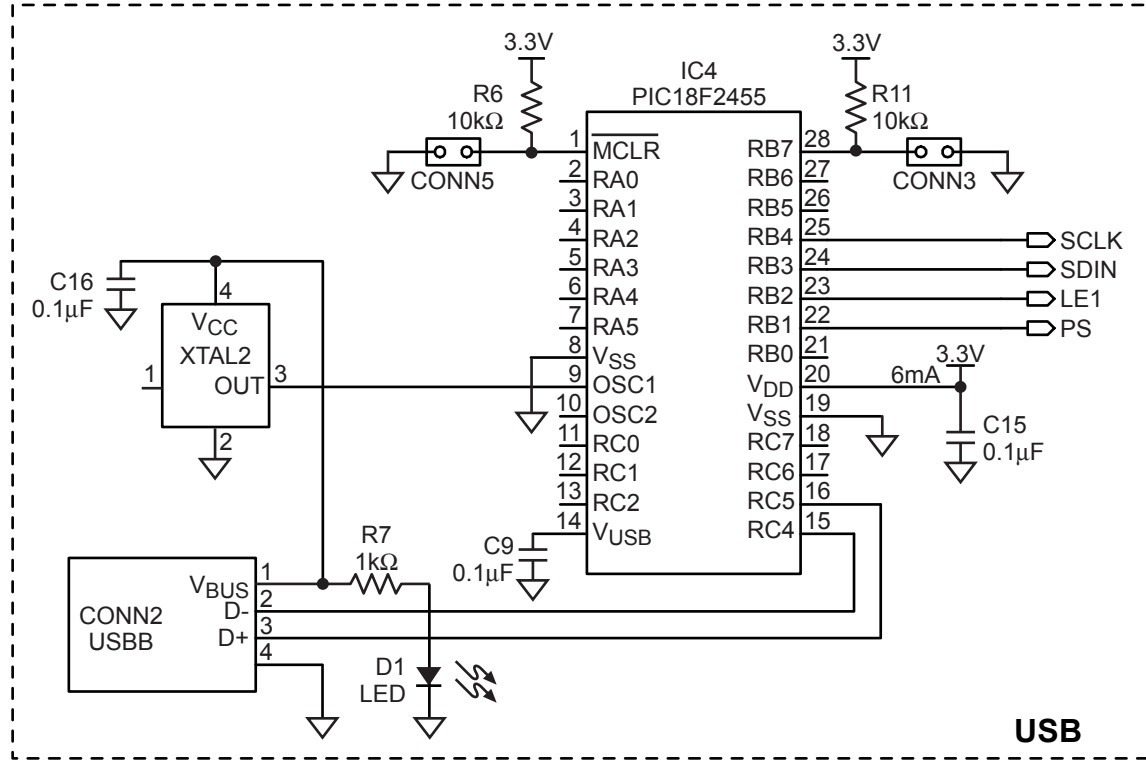 3.3V
3.3V
IC4
PIC18F2455
R6
10kΩ
R11
10kΩ
CONN5
CONN3
1
MCLR
RB7
28
2
RA0
RB6
27
3
RA1
RB5
26
4
RA2
RB4
25
SCLK
5
RA3
RB3
24
SDIN
6
RA4
RB2
23
LE1
7
RA5
RB1
22
PS
8
VSS
RB0
21
9
OSC1
VDD
20
6mA
3.3V
10
OSC2
VSS
19
11
RC0
RC7
18
12
RC1
RC6
17
13
RC2
RC5
16
14
VUSB
RC4
15
C15
0.1µF
C16
0.1µF
4
VCC
XTAL2
1
OUT
3
2
C9
0.1µF
R7
1kΩ
CONN2
USBB
VBUS
1
D-
2
D+
3
4
D1
LED
USB